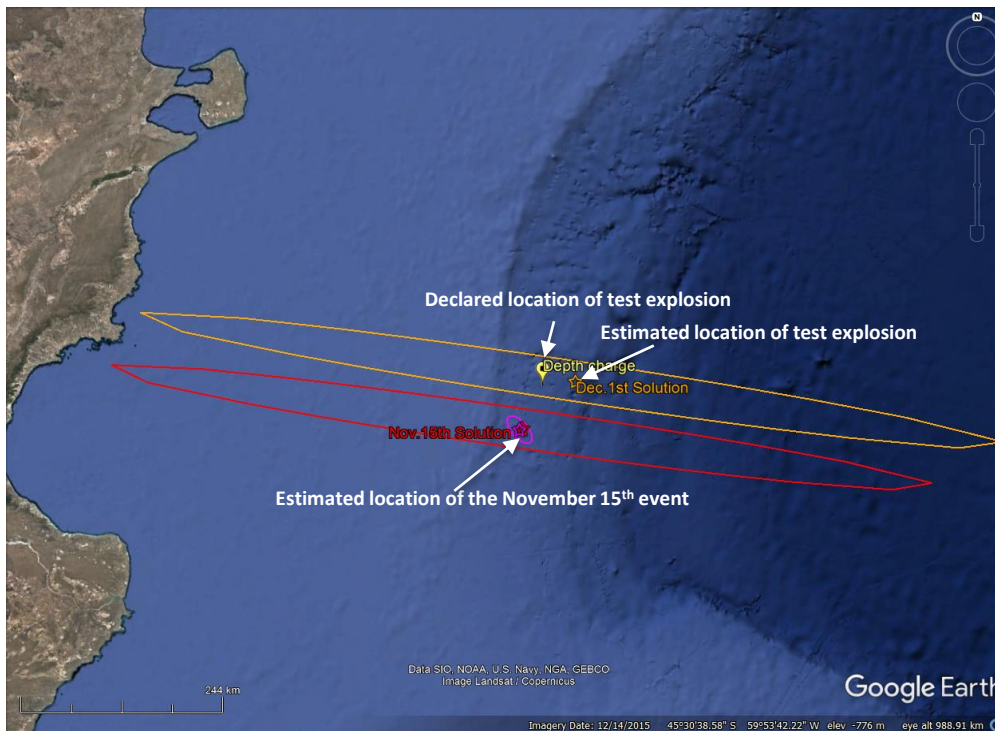 N
Declared location of test explosion
Estimated location of test explosion
Depth charge
Dec.1st Solution
Nov.15th Solution
Estimated location of the November 15th event
Data SIO, NOAA, U.S. Navy, NGA, GEBCO
Image Landsat / Copernicus
244 km
Google Earth
Imagery Date: 12/14/2015 45°30'38.58" S 59°53'42.22" W elev -776 m eye alt 988.91 km